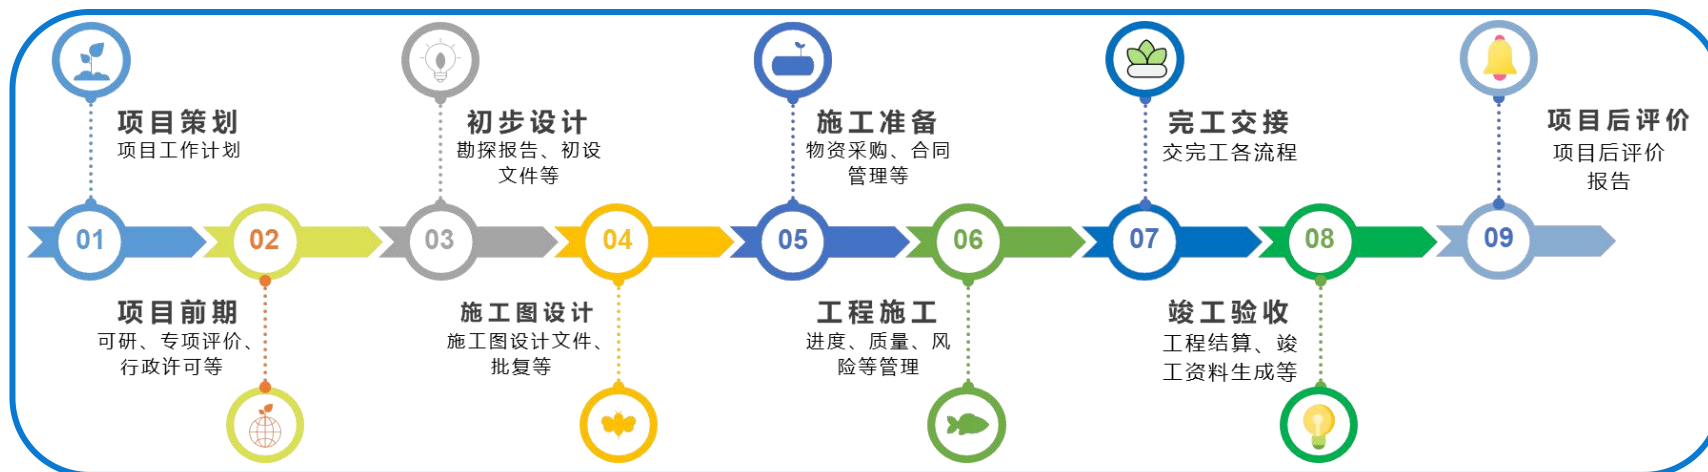 项目策划
项目工作计划
初步设计
勘探报告、初设
文件等
施工准备
物资采购、合同
管理等
完工交接
交完工各流程
项目后评价
项目后评价
报告
01
02
03
04
05
06
07
08
09
项目前期
可研、专项评价、
行政许可等
施工图设计
施工图设计文件、
批复等
工程施工
进度、质量、风
险等管理
竣工验收
工程结算、竣
工资料生成等